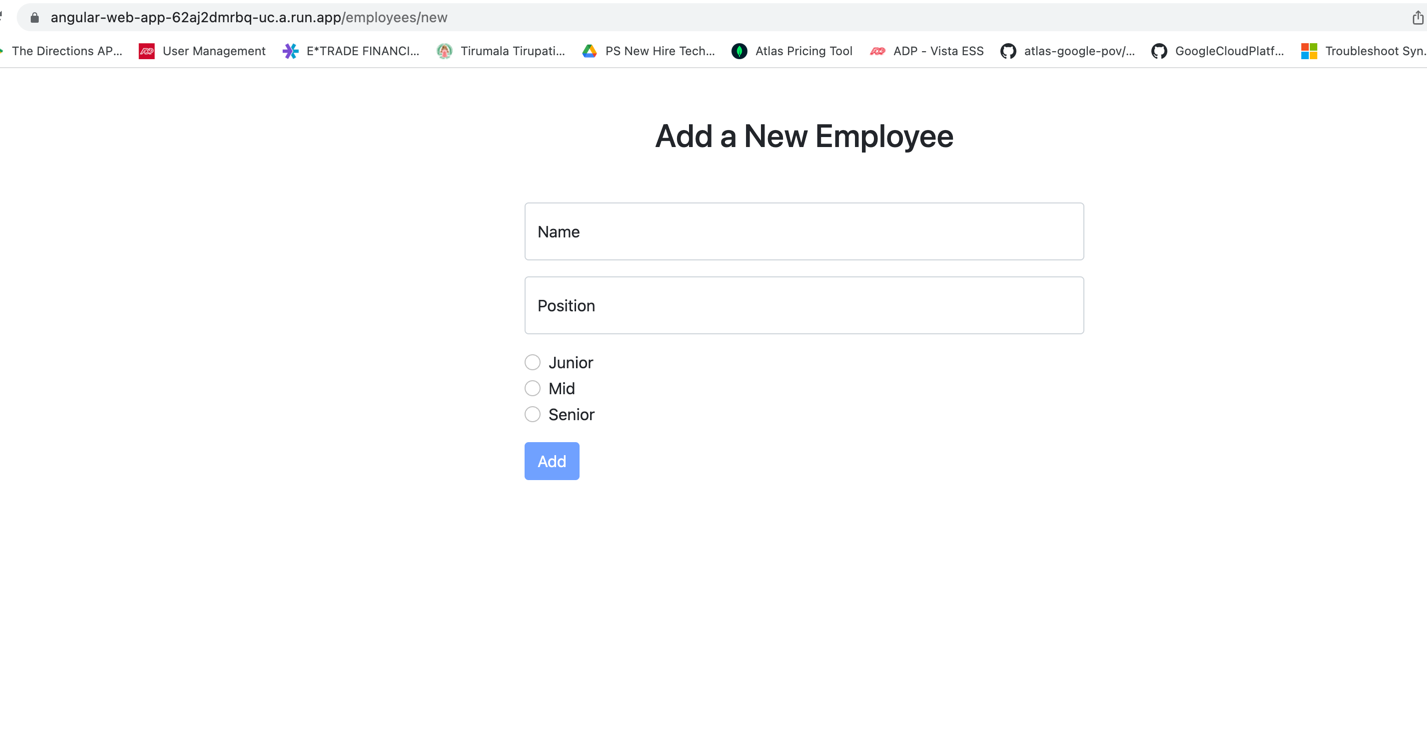 angular-web-app-62aj2dmrbq-uc.a.run.app/employees/new
The Directions AP... User Management E*TRADE FINANCI... Tirumala Tirupati... PS New Hire Tech... Atlas Pricing Tool ADP - Vista ESS atlas-google-pov/... GoogleCloudPlatf... Troubleshoot Syn.
Add a New Employee
Name
Position
Junior
Mid
Senior
Add